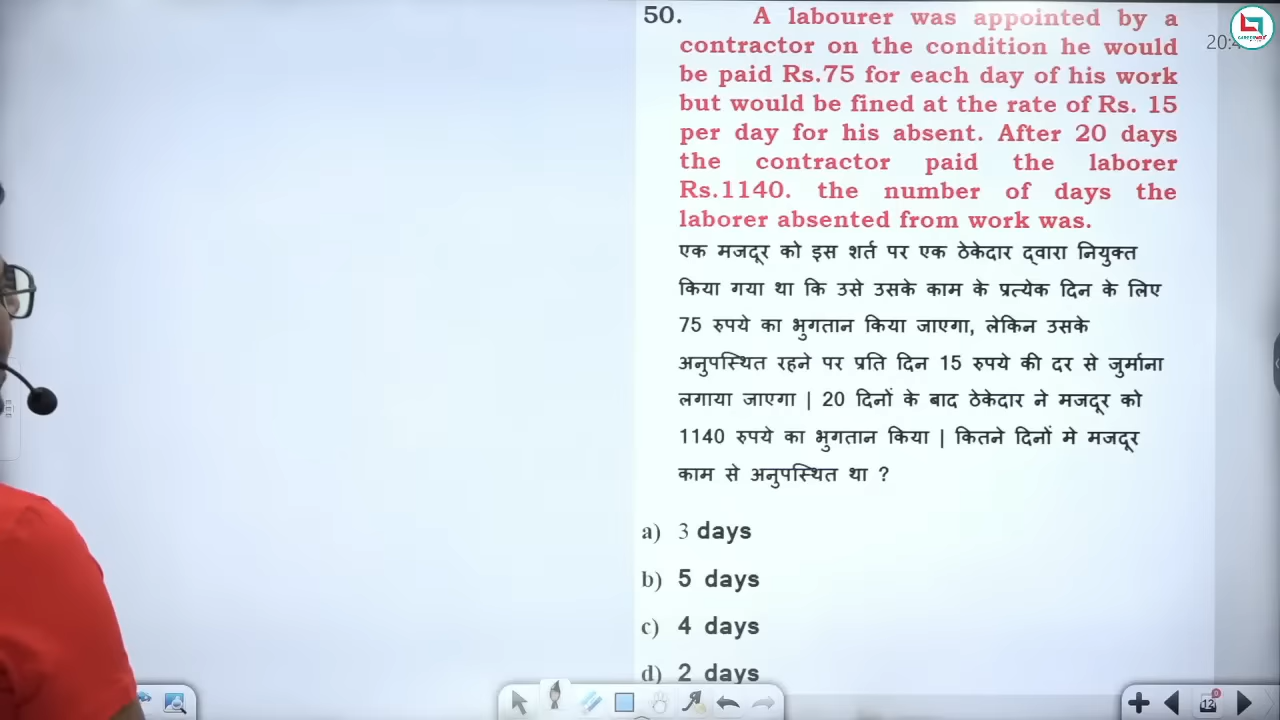 50. A labourer was appointed by a
contractor on the condition he would
be paid Rs.75 for each day of his work
but would be fined at the rate of Rs. 15
per day for his absent. After 20 days
the contractor paid the laborer
Rs.1140. the number of days the
laborer absented from work was.
एक मजदूर को इस शर्त पर एक ठेकेदार द्वारा नियुक्त
किया गया था कि उसे उसके काम के प्रत्येक दिन के लिए
75 रुपये का भुगतान किया जाएगा, लेकिन उसके
अनुपस्थित रहने पर प्रति दिन 15 रुपये की दर से जुर्माना
लगाया जाएगा | 20 दिनों के बाद ठेकेदार ने मजदूर को
1140 रुपये का भुगतान किया | कितने दिनों मे मजदूर
काम से अनुपस्थित था ?
a) 3 days
b) 5 days
c) 4 days
d) 2 days
12